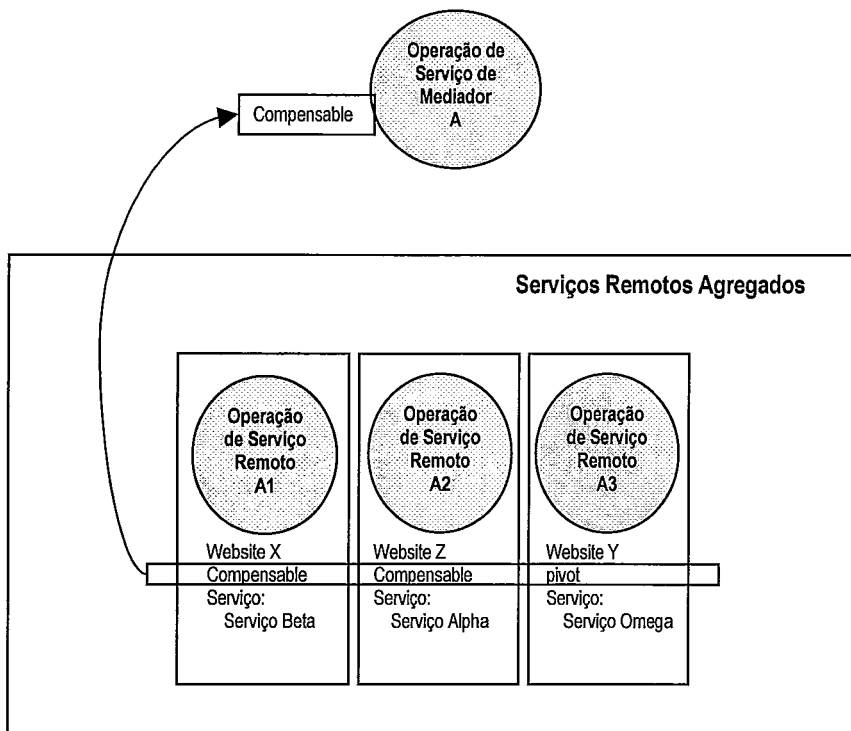 Operação de
Serviço de
Mediador
A
Compensable
Serviços Remotos Agregados
Operação
de Serviço
Remoto
A1
Website X
Compensable
Serviço:
Serviço Beta
Operação
de Serviço
Remoto
A2
Website Z
Compensable
Serviço:
Serviço Alpha
Operação
de Serviço
Remoto
A3
Website Y
pivot
Serviço:
Serviço Omega